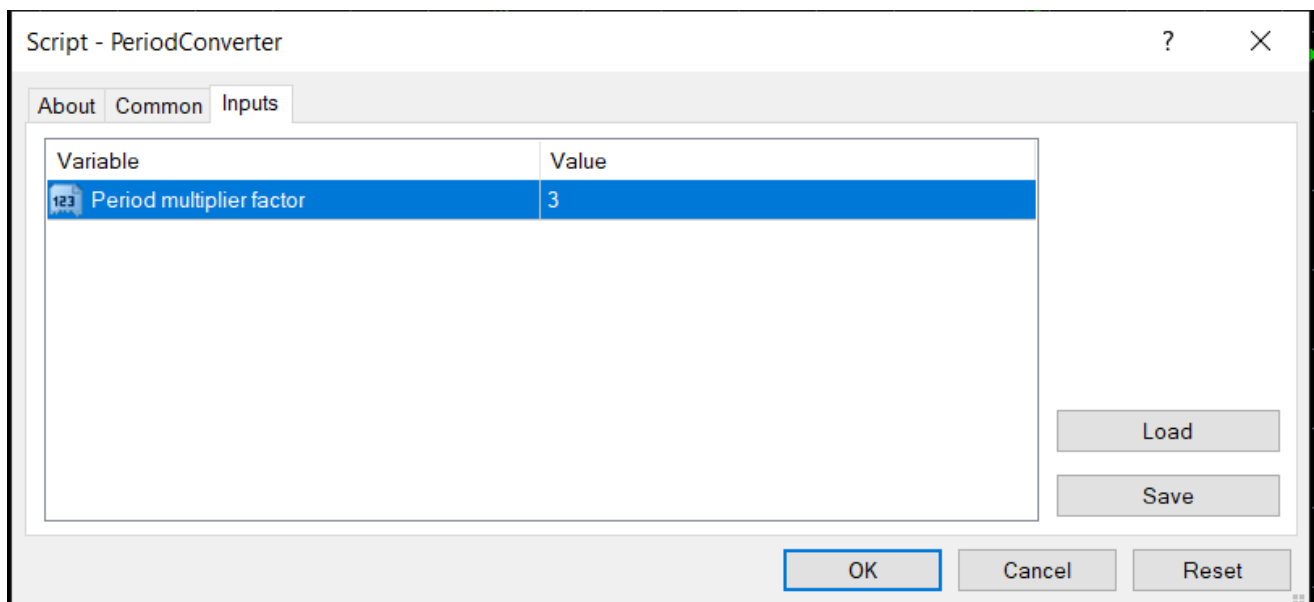 Script - PeriodConverter ?
About Common Inputs
Variable Value
123 Period multiplier factor 3
Load
Save
OK Cancel Reset